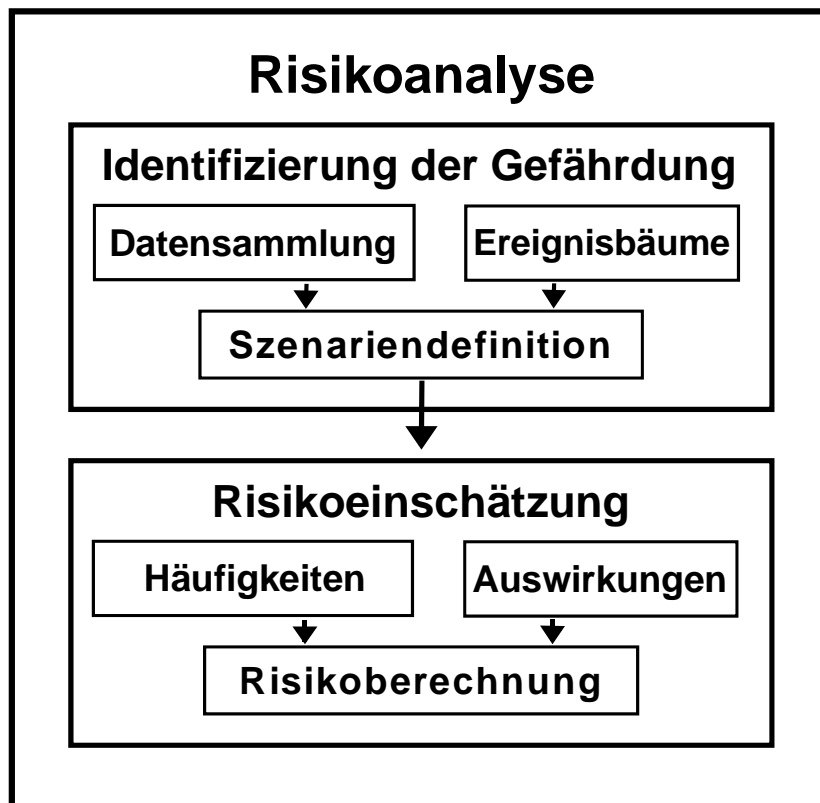 Risikoanalyse
Identifizierung der Gefährdung
Datensammlung
Ereignisbäume
Szenariendefinition
Risikoeinschätzung
Häufigkeiten
Auswirkungen
Risikoberechnung